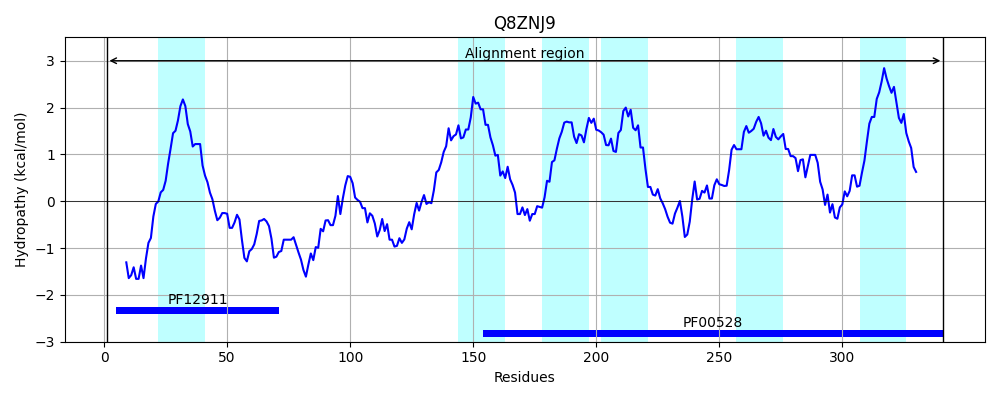 Q8ZNJ9
Alignment region
3
2
1
0
−1
−2
−3
Hydropathy (kcal/mol)
PF12911
PF00528
0 50 100 150 200 250 300
Residues